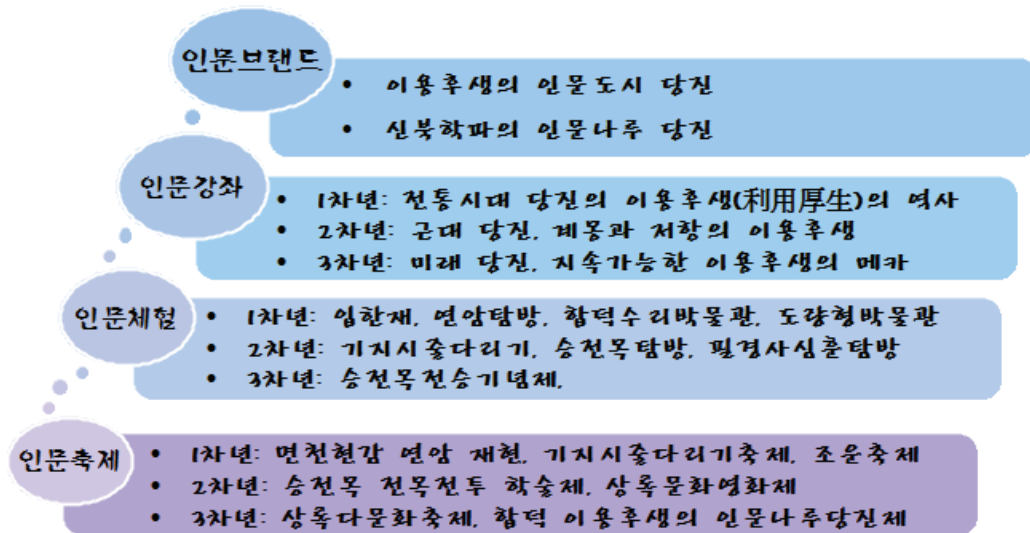 인문브랜드
• 이용후생의 인문도시 당진
• 신북학파의 인문나루 당진
인문강좌
• 1차년: 전통시대 당진의 이용후생(利用厚生)의 역사
• 2차년: 근대 당진, 계몽과 저항의 이용후생
• 3차년: 미래 당진, 지속가능한 이용후생의 메카
인문체험
• 1차년: 입한재, 연암탐방, 합덕수리박물관, 도량형박물관
• 2차년: 기지시줄다리기, 승전목탐방, 필경사심훈탐방
• 3차년: 승전목전승기념제,
인문축제
• 1차년: 면천현감 연암 재현, 기지시줄다리기축제, 조운축제
• 2차년: 승전목 전목전투 학술제, 상록문화영화제
• 3차년: 상록다문화축제, 합덕 이용후생의 인문나루당진제